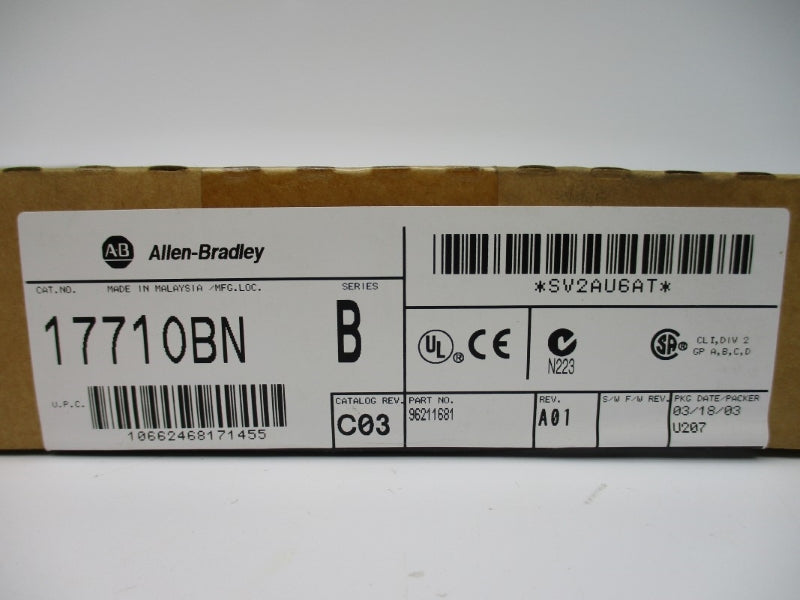 AB Allen-Bradley
CAT.NO. MADE IN MALAYSIA /MFG.LOC. SERIES
1771OBN B
U.P.C. 10662468171455
CATALOG REV.
C03
*SV2AU6AT*
UL ® CE N223 SA® CL I,DIV 2
GP A,B,C,D
PART NO. REV. S/W F/W REV. PKG DATE/PACKER
96211681 A01 03/18/03
U207